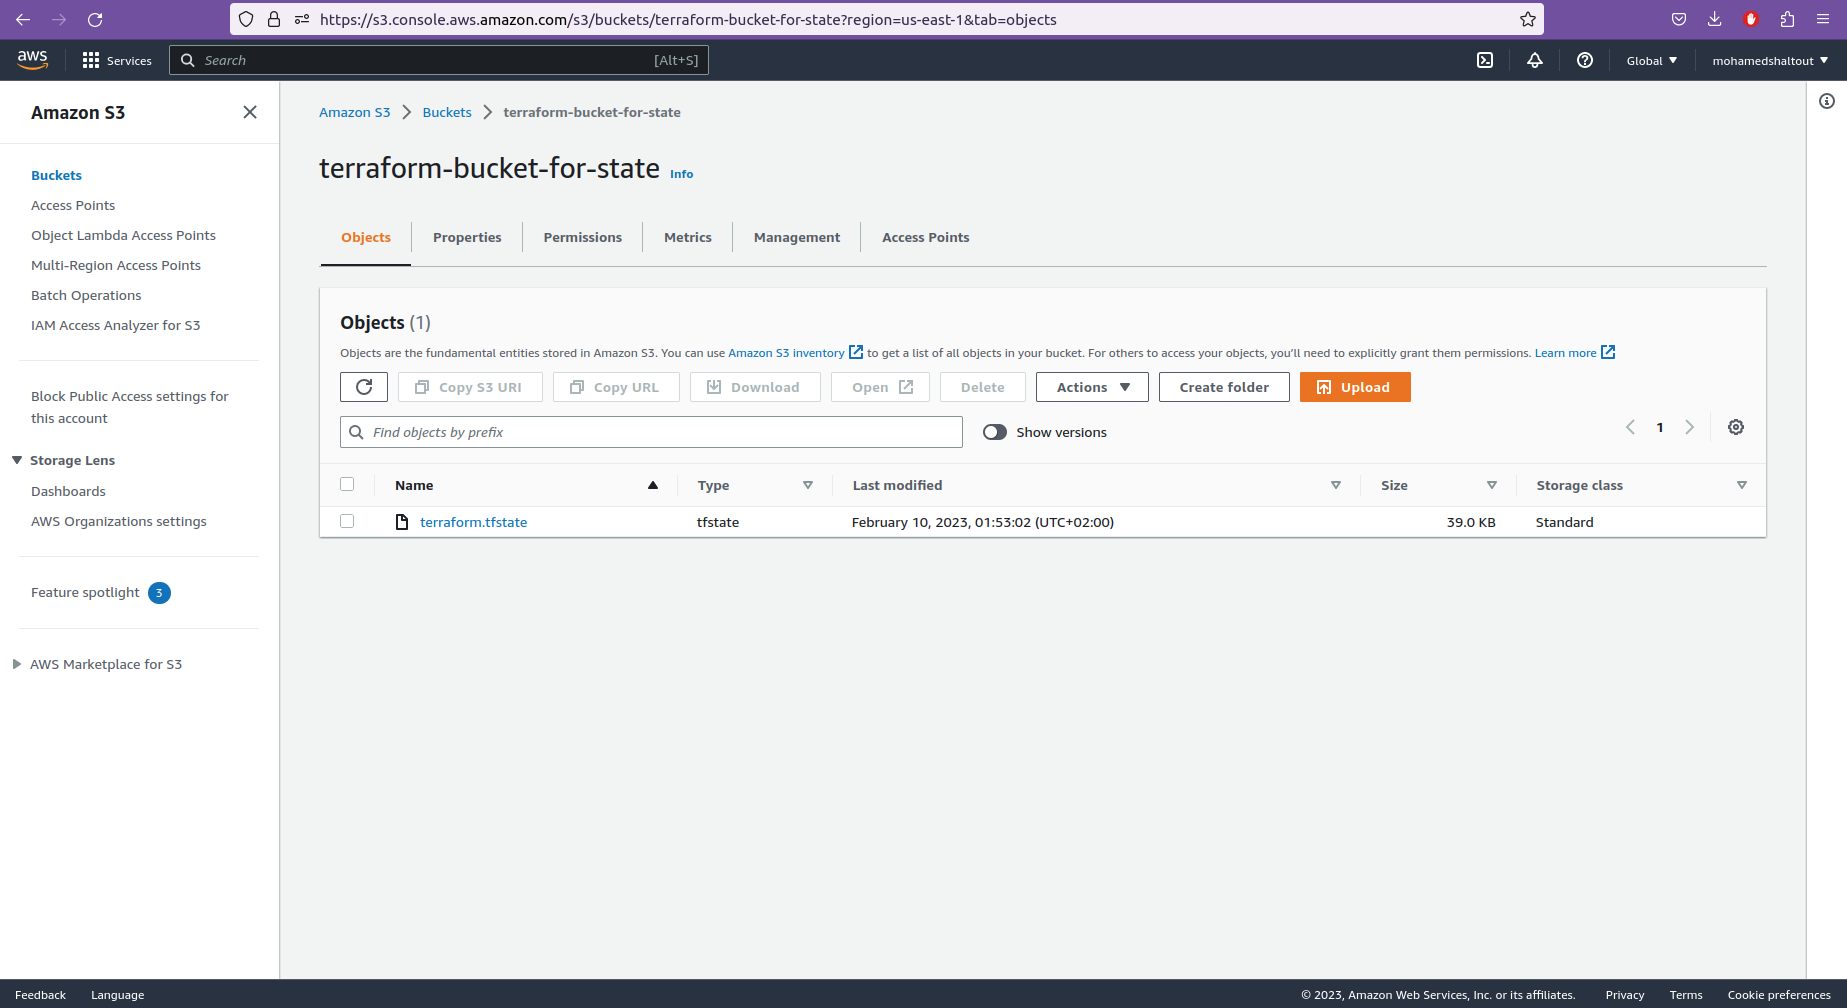 https://s3.console.aws.amazon.com/s3/buckets/terraform-bucket-for-state?region=us-east-1&tab=objects
aws Services Search [Alt+S] Global mohamedshaltout
Amazon S3
Buckets
Access Points
Object Lambda Access Points
Multi-Region Access Points
Batch Operations
IAM Access Analyzer for S3
Block Public Access settings for
this account
Storage Lens
Dashboards
AWS Organizations settings
Feature spotlight 3
AWS Marketplace for S3
Amazon S3 Buckets terraform-bucket-for-state
terraform-bucket-for-state Info
Objects Properties Permissions Metrics Management Access Points
Objects (1)
Objects are the fundamental entities stored in Amazon S3. You can use Amazon S3 inventory to get a list of all objects in your bucket. For others to access your objects, you'll need to explicitly grant them permissions. Learn more
Copy S3 URI Copy URL Download Open Delete Actions Create folder Upload
Find objects by prefix Show versions 1
Name Type Last modified Size Storage class
terraform.tfstate tfstate February 10, 2023, 01:53:02 (UTC+02:00) 39.0 KB Standard
Feedback Language © 2023, Amazon Web Services, Inc. or its affiliates. Privacy Terms Cookie preferences